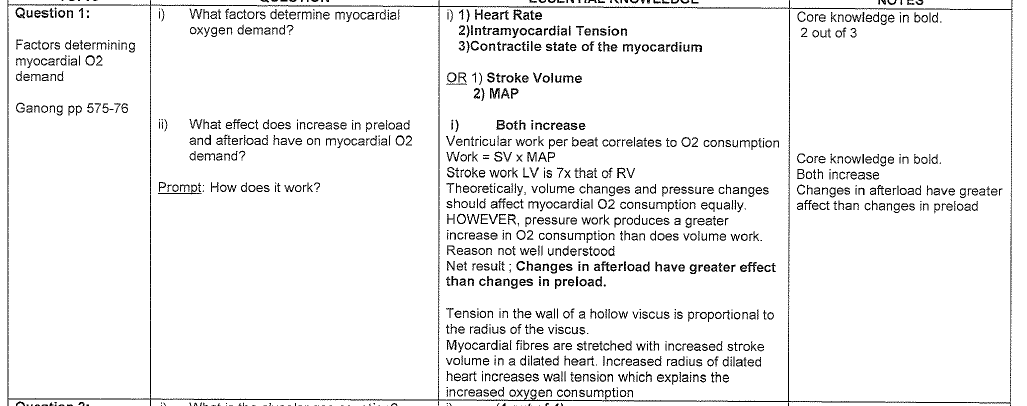 QUESTION
ESSENTIAL KNOWLEDGE
NOTES
Question 1:
Factors determining
myocardial O2
demand
Ganong pp 575-76
i) What factors determine myocardial
oxygen demand?
ii) What effect does increase in preload
and afterload have on myocardial O2
demand?
Prompt: How does it work?
i) 1) Heart Rate
2)Intramyocardial Tension
3)Contractile state of the myocardium
OR 1) Stroke Volume
2) MAP
i) Both increase
Ventricular work per beat correlates to O2 consumption
Work = SV x MAP
Stroke work LV is 7x that of RV
Theoretically, volume changes and pressure changes
should affect myocardial O2 consumption equally.
HOWEVER, pressure work produces a greater
increase in O2 consumption than does volume work.
Reason not well understood
Net result ; Changes in afterload have greater effect
than changes in preload.
Tension in the wall of a hollow viscus is proportional to
the radius of the viscus.
Myocardial fibres are stretched with increased stroke
volume in a dilated heart. Increased radius of dilated
heart increases wall tension which explains the
increased oxygen consumption
Core knowledge in bold.
2 out of 3
Core knowledge in bold.
Both increase
Changes in afterload have greater
affect than changes in preload
Question 2: